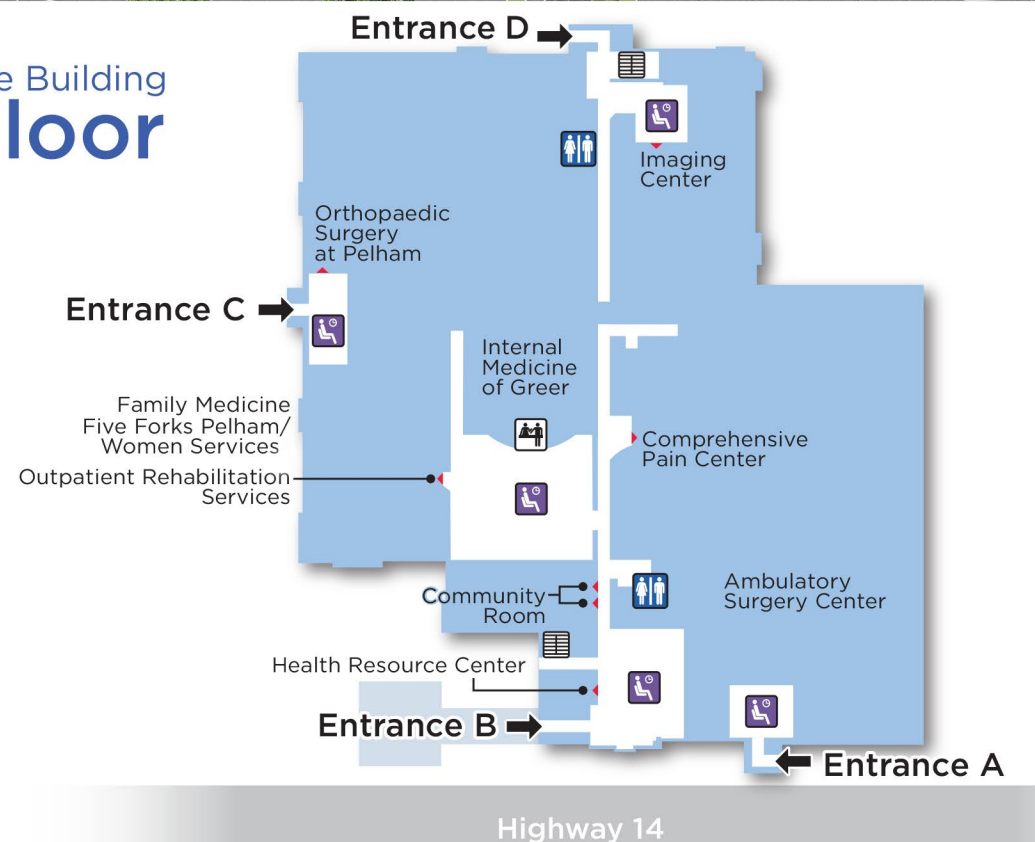 Entrance D
e Building
loor
Imaging
Center
Orthopaedic
Surgery
at Pelham
Entrance C
Internal
Medicine
of Greer
Family Medicine
Five Forks Pelham/
Women Services
Comprehensive
Pain Center
Outpatient Rehabilitation
Services
Ambulatory
Surgery Center
Community
Room
Health Resource Center
Entrance B
Entrance A
Highway 14